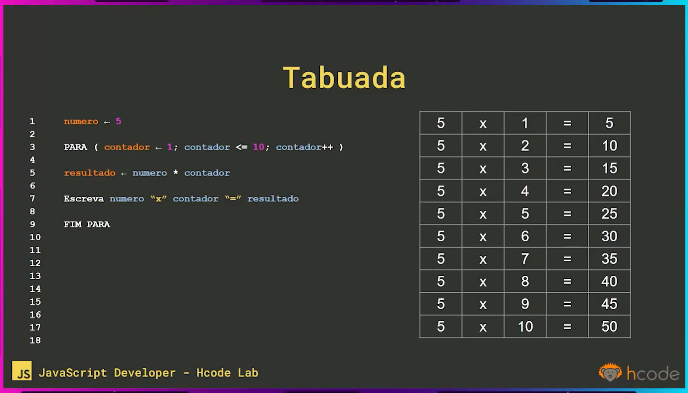 Tabuada
1 numero ← 5
2
3 PARA ( contador ← 1; contador <= 10; contador++ )
4
5 resultado ← numero * contador
6
7 Escreva numero “x” contador “=” resultado
8
9 FIM PARA
10
11
12
13
14
15
16
17
18
5 x 1 = 5
5 x 2 = 10
5 x 3 = 15
5 x 4 = 20
5 x 5 = 25
5 x 6 = 30
5 x 7 = 35
5 x 8 = 40
5 x 9 = 45
5 x 10 = 50
JS JavaScript Developer - Hcode Lab
hcode